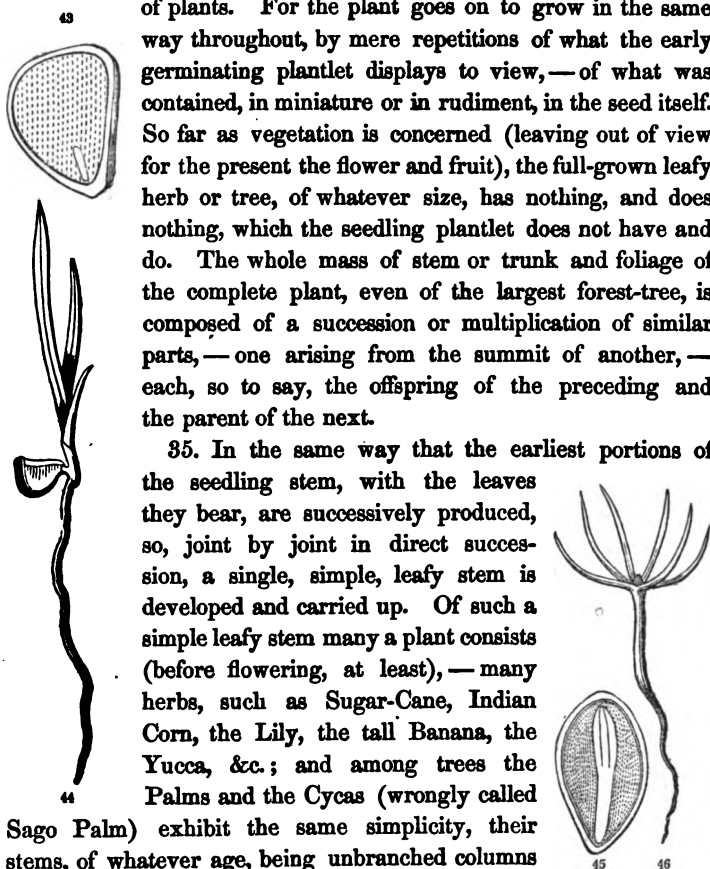 43
of plants. For the plant goes on to grow in the same
way throughout, by mere repetitions of what the early
germinating plantlet displays to view, — of what was
contained, in miniature or in rudiment, in the seed itself.
So far as vegetation is concerned (leaving out of view
for the present the flower and fruit), the full-grown leafy
herb or tree, of whatever size, has nothing, and does
nothing, which the seedling plantlet does not have and
do. The whole mass of stem or trunk and foliage of
the complete plant, even of the largest forest-tree, is
composed of a succession or multiplication of similar
parts, — one arising from the summit of another, —
each, so to say, the offspring of the preceding and
the parent of the next.
35. In the same way that the earliest portions of
the seedling stem, with the leaves
they bear, are successively produced,
so, joint by joint in direct succes-
sion, a single, simple, leafy stem is
developed and carried up. Of such a
simple leafy stem many a plant consists
(before flowering, at least), — many
herbs, such as Sugar-Cane, Indian
Corn, the Lily, the tall Banana, the
Yucca, &c.; and among trees the
44
Palms and the Cycas (wrongly called
Sago Palm) exhibit the same simplicity, their
stems, of whatever age, being unbranched columns
45 46